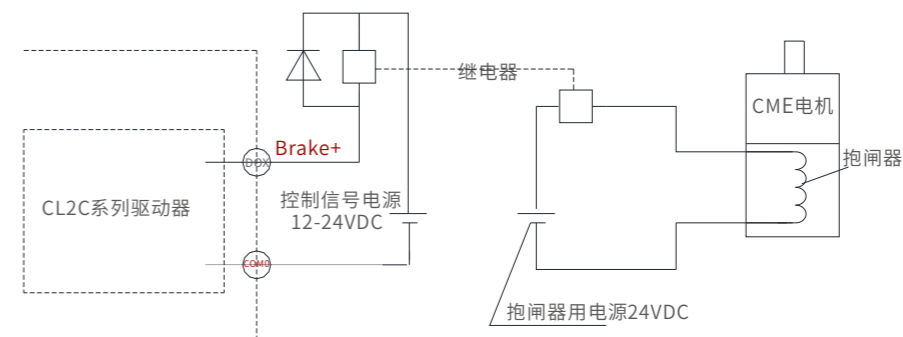 继电器
CME电机
Brake+
DOX
抱闸器
控制信号电源
12-24VDC
CL2C系列驱动器
COM0
抱闸器用电源24VDC